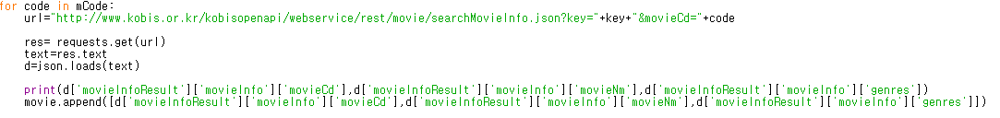 for code in mCode:
url="http://www.kobis.or.kr/kobisopenapi/webservice/rest/movie/searchMovieInfo.json?key="+key+"&movieCd="+code
res= requests.get(url)
text=res.text
d=json.loads(text)
print(d['movieInfoResult']['movieInfo']['movieCd'],d['movieInfoResult']['movieInfo']['movieNm'],d['movieInfoResult']['movieInfo']['genres'])
movie.append([d['movieInfoResult']['movieInfo']['movieCd'],d['movieInfoResult']['movieInfo']['movieNm'],d['movieInfoResult']['movieInfo']['genres']])